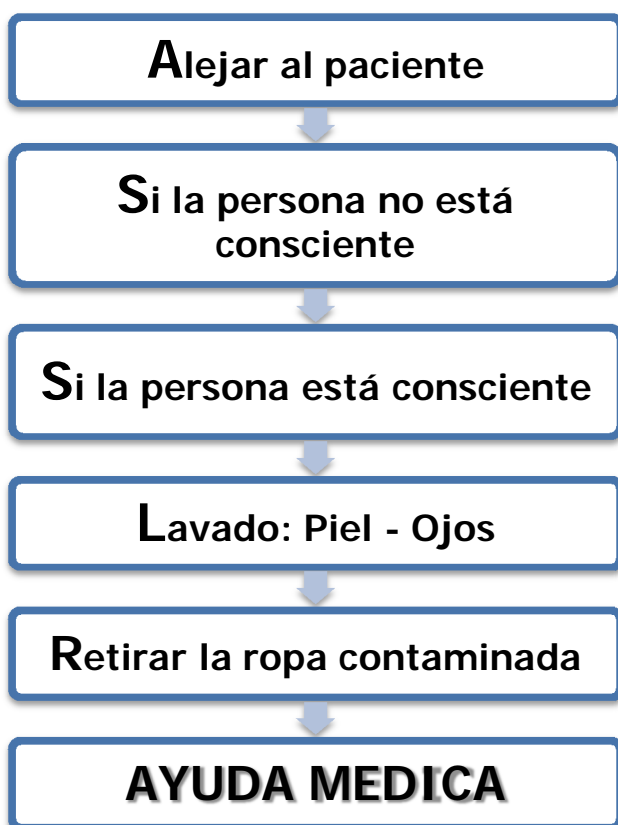 Alejar al paciente
Si la persona no está
consciente
Si la persona está consciente
Lavado: Piel - Ojos
Retirar la ropa contaminada
AYUDA MEDICA